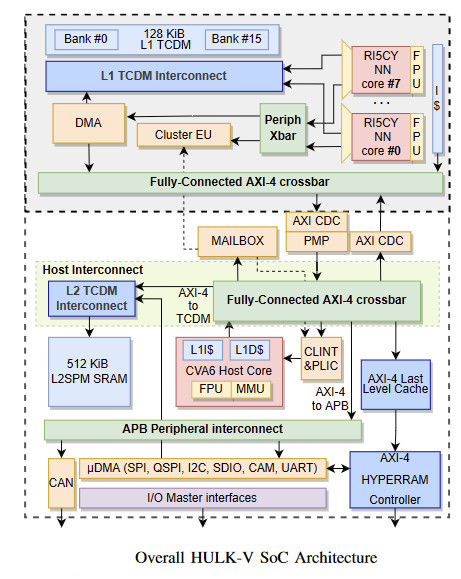 128 KiB
L1 TCDM
Bank #0
Bank #15
L1 TCDM Interconnect
RI5CY
NN
core #7
F
P
U
I
$
DMA
Cluster EU
Periph
Xbar
. . .
RI5CY
NN
core #0
F
P
U
Fully-Connected AXI-4 crossbar
MAILBOX
AXI CDC
PMP
AXI CDC
Host Interconnect
L2 TCDM
Interconnect
AXI-4
to
TCDM
Fully-Connected AXI-4 crossbar
512 KiB
L2SPM SRAM
L1I$
L1D$
CVA6 Host Core
FPU
MMU
CLINT
&PLIC
AXI-4
to APB
AXI-4 Last
Level Cache
APB Peripheral interconnect
CAN
μDMA (SPI, QSPI, I2C, SDIO, CAM, UART)
I/O Master interfaces
AXI-4
HYPERRAM
Controller
Overall HULK-V SoC Architecture